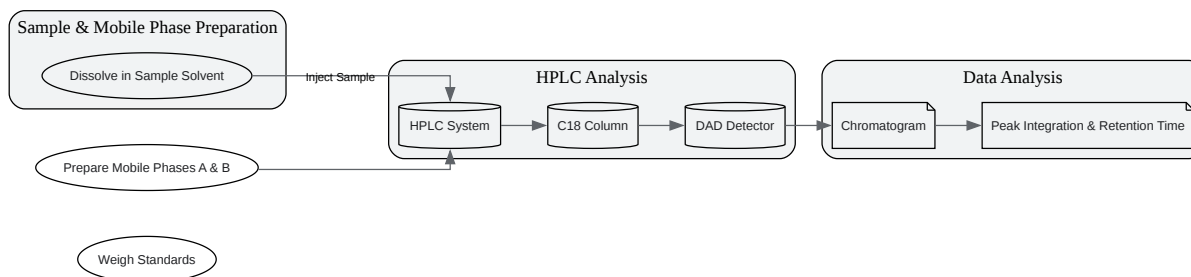 Sample & Mobile Phase Preparation
Dissolve in Sample Solvent
Inject Sample
Prepare Mobile Phases A & B
Weigh Standards
HPLC Analysis
HPLC System
C18 Column
DAD Detector
Data Analysis
Chromatogram
Peak Integration & Retention Time